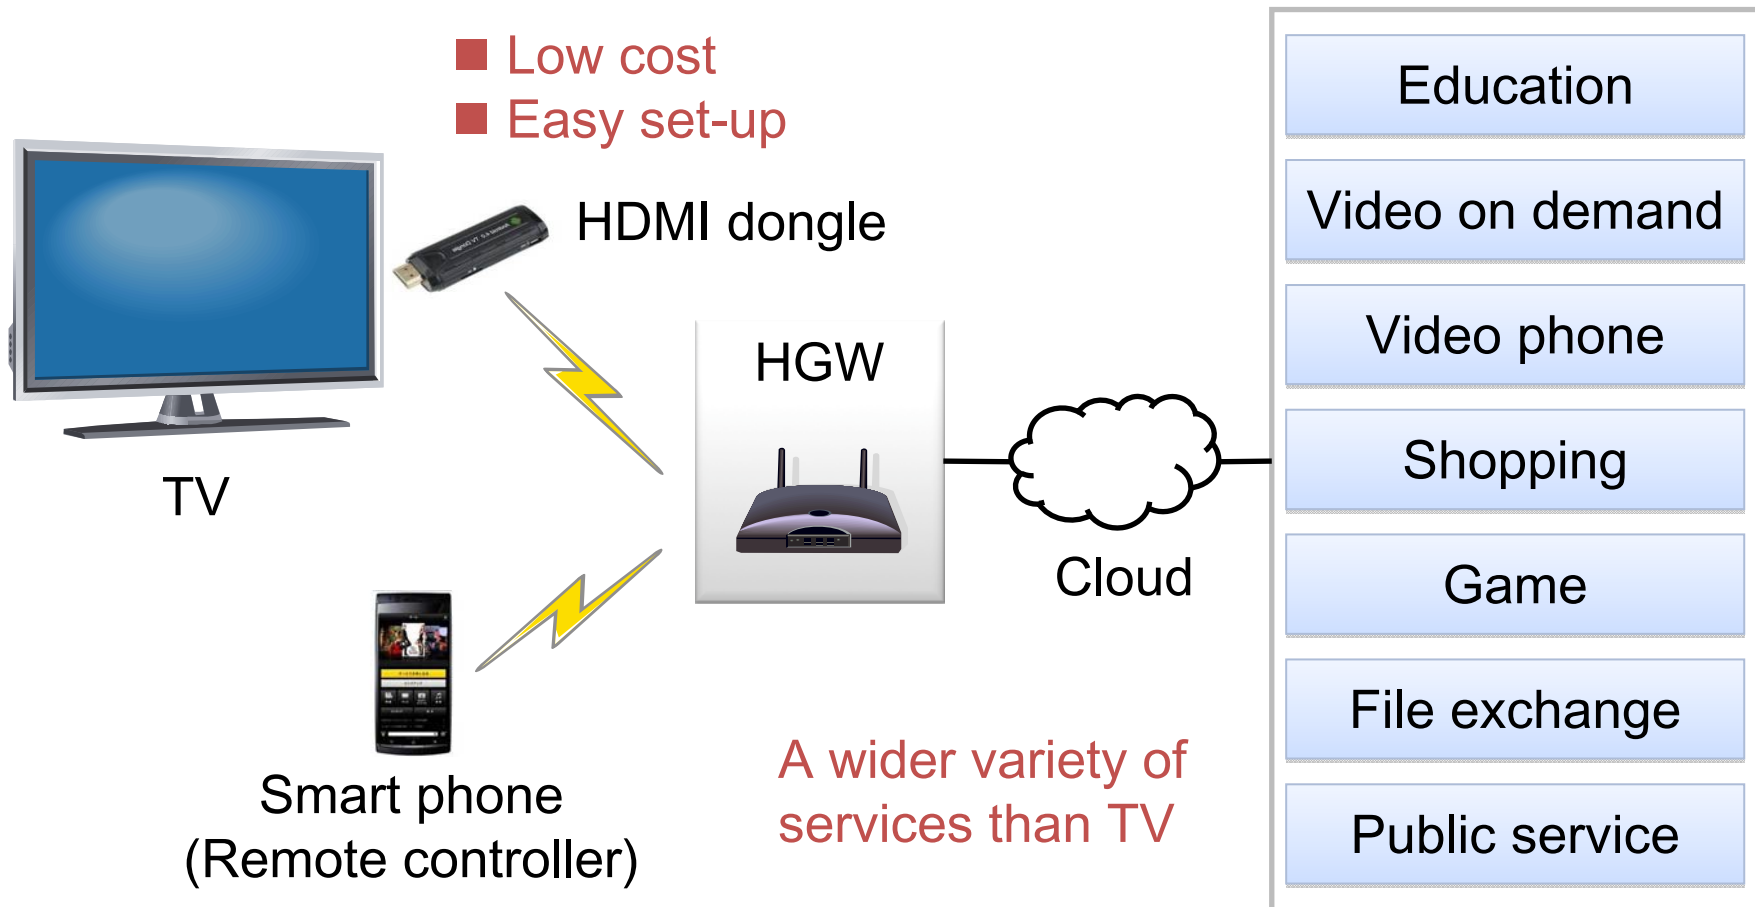 Low cost
Easy set-up
HDMI dongle
TV
HGW
Cloud
Smart phone
(Remote controller)
A wider variety of
services than TV
Education
Video on demand
Video phone
Shopping
Game
File exchange
Public service